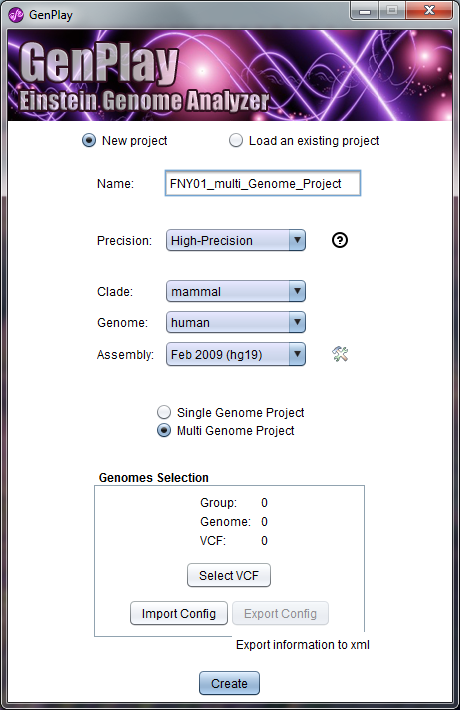 GenPlay
GenPlay
Einstein Genome Analyzer
New project
Load an existing project
Name: FNY01_multi_Genome_Project
Precision: High-Precision ?
Clade: mammal
Genome: human
Assembly: Feb 2009 (hg19)
Single Genome Project
Multi Genome Project
Genomes Selection
Group: 0
Genome: 0
VCF: 0
Select VCF
Import Config Export Config
Export information to xml
Create